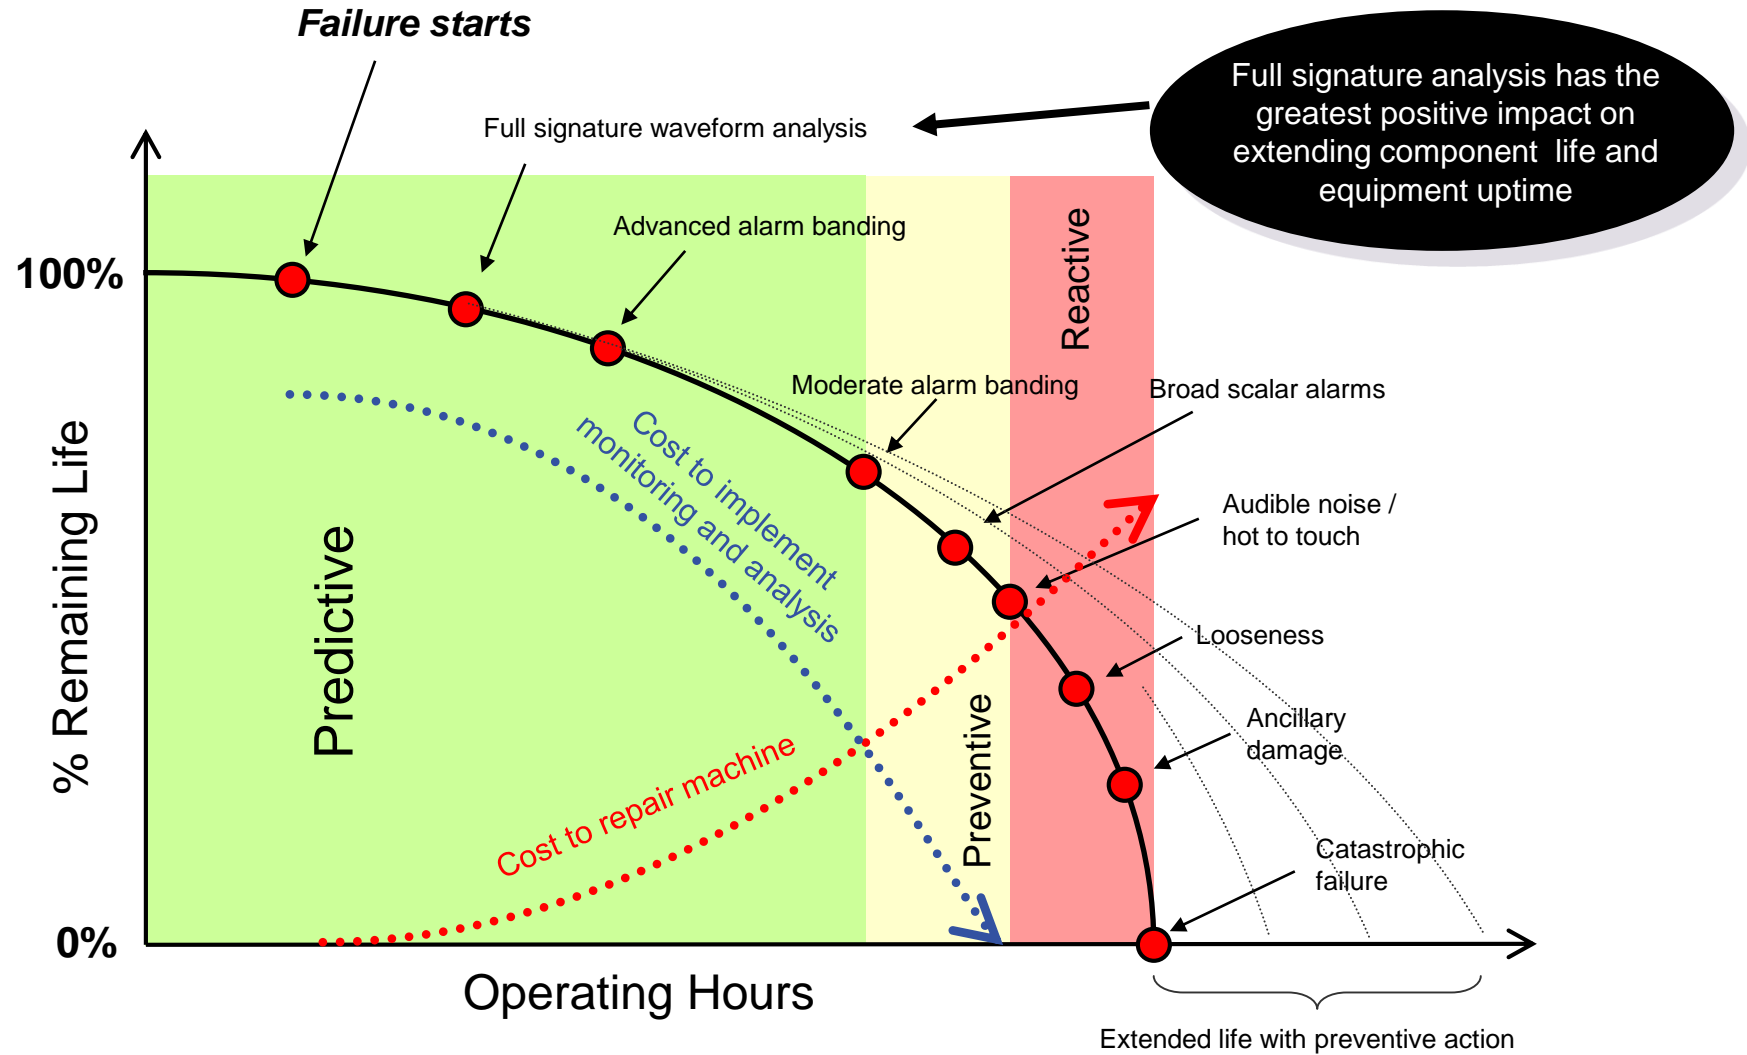 Failure starts
Full signature analysis has the
greatest positive impact on
extending component  life and
equipment uptime
Full signature waveform analysis
Advanced alarm banding
Reactive
100%
Moderate alarm banding
Broad scalar alarms
Cost to implement
monitoring and analysis
Audible noise /
hot to touch
% Remaining Life
Predictive
Looseness
Preventive
Ancillary
damage
Cost to repair machine
Catastrophic
failure
0%
Operating Hours
Extended life with preventive action